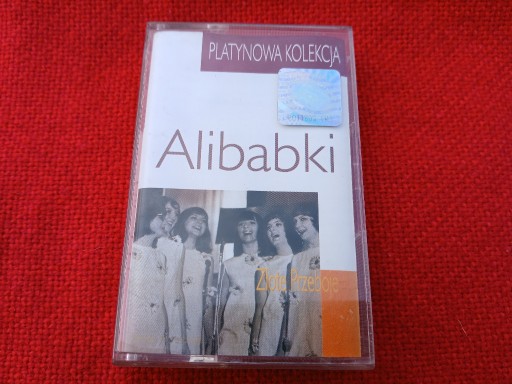 PLATYNOWA KOLEKCJA
Alibabki
Złote Przeboje